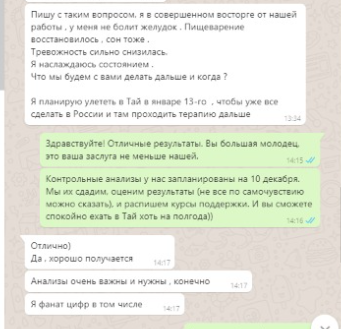 Пишу с таким вопросом, я в совершенном восторге от нашей
работы , у меня не болит желудок . Пищеварение
восстановилось , сон тоже .
Тревожность сильно снизилась.
Я наслаждаюсь состоянием .
Что мы будем с вами делать дальше и когда ?
Я планирую улететь в Тай в январе 13-го , чтобы уже все
сделать в России и там проходить терапию дальше
13:34
Здравствуйте! Отличные результаты. Вы большая молодец,
это ваша заслуга не меньше нашей.
14:15
Контрольные анализы у нас запланированы на 10 декабря.
Мы их сдадим, оценим результаты (не все по самочувствию
можно сказать), и распишем курсы поддержки. И вы сможете
спокойно ехать в Тай хоть на полгода))
14:16
Отлично)
Да , хорошо получается
14:17
Анализы очень важны и нужны , конечно
14:17
Я фанат цифр в том числе
14:17